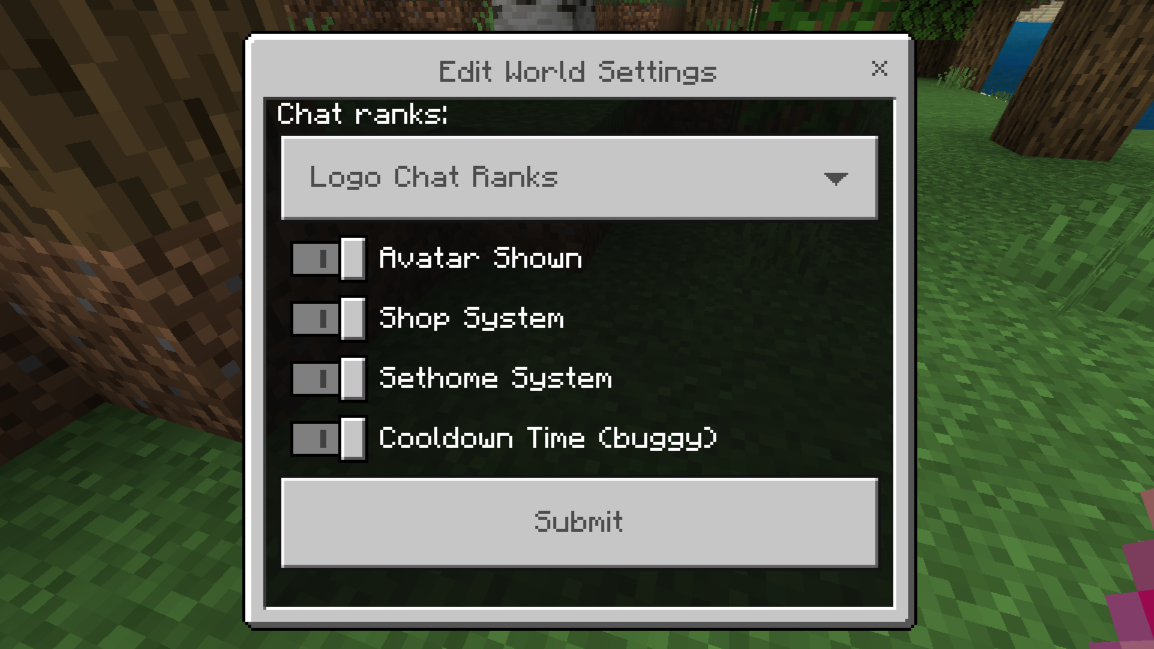 Edit World Settings
Chat ranks:
Logo Chat Ranks
Avatar Shown
Shop System
Sethome System
Cooldown Time (buggy)
Submit